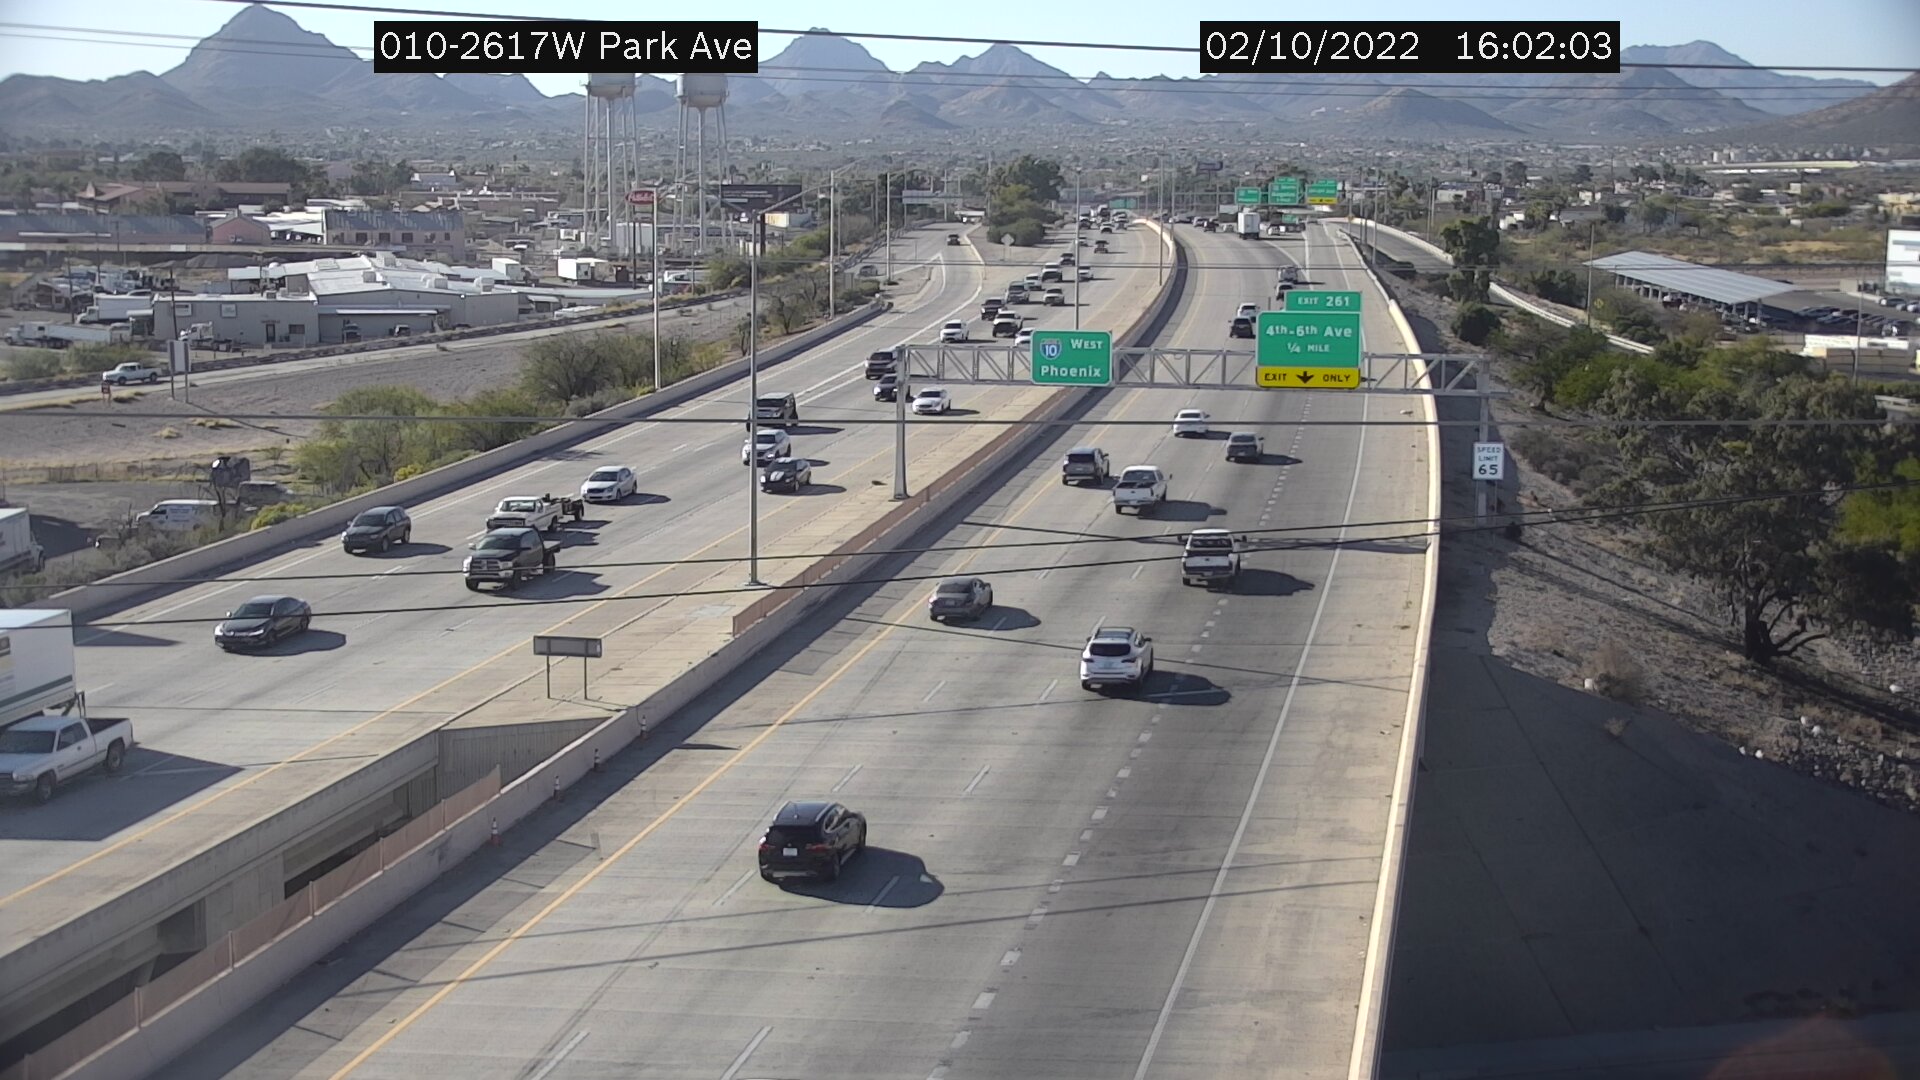 010-2617W Park Ave
02/10/2022 16:02:03
EXIT 261
4th-6th Ave
1/4 MILE
EXIT ONLY
10 WEST
Phoenix
SPEED
LIMIT
65